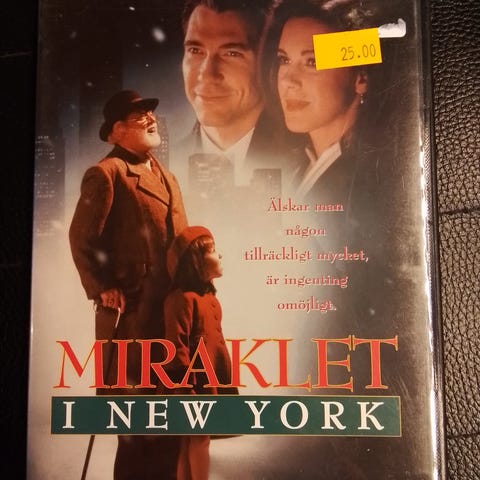 25.00
Älskar man
någon
tillräckligt mycket,
är ingenting
omöjligt.
MIRAKLET
I NEW YORK